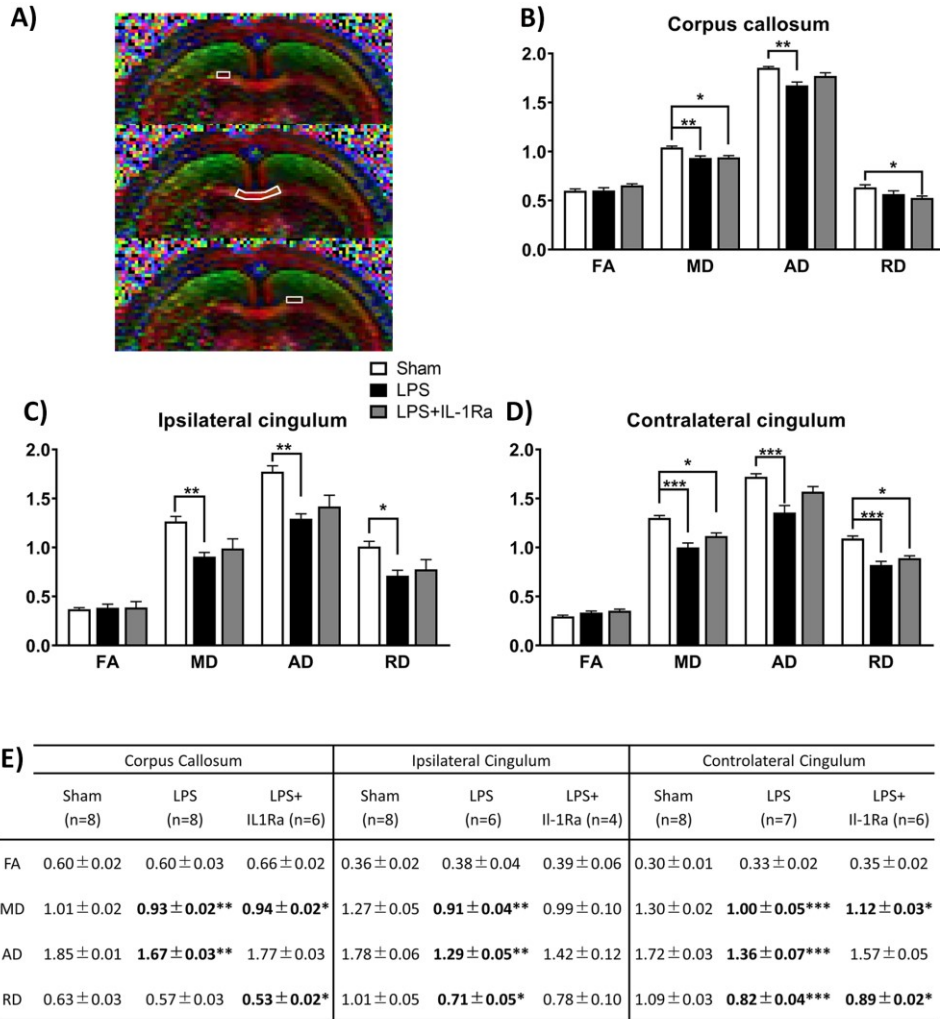 A)
B)
Corpus callosum
2.0
1.5
1.0
0.5
0.0
**
*
**
*
FA MD AD RD
Sham
LPS
LPS+IL-1Ra
C)
Ipsilateral cingulum
2.0
1.5
1.0
0.5
0.0
**
**
*
FA MD AD RD
D)
Contralateral cingulum
2.0
1.5
1.0
0.5
0.0
***
*
***
*
***
FA MD AD RD
E)
Corpus Callosum Ipsilateral Cingulum Controlateral Cingulum
Sham LPS LPS+ Sham LPS LPS+ Sham LPS LPS+
(n=8) (n=8) IL1Ra (n=6) (n=8) (n=6) Il-1Ra (n=4) (n=8) (n=7) Il-1Ra (n=6)
FA 0.60±0.02 0.60±0.03 0.66±0.02 0.36±0.02 0.38±0.04 0.39±0.06 0.30±0.01 0.33±0.02 0.35±0.02
MD 1.01±0.02 0.93±0.02** 0.94±0.02* 1.27±0.05 0.91±0.04** 0.99±0.10 1.30±0.02 1.00±0.05*** 1.12±0.03*
AD 1.85±0.01 1.67±0.03** 1.77±0.03 1.78±0.06 1.29±0.05** 1.42±0.12 1.72±0.03 1.36±0.07*** 1.57±0.05
RD 0.63±0.03 0.57±0.03 0.53±0.02* 1.01±0.05 0.71±0.05* 0.78±0.10 1.09±0.03 0.82±0.04*** 0.89±0.02*